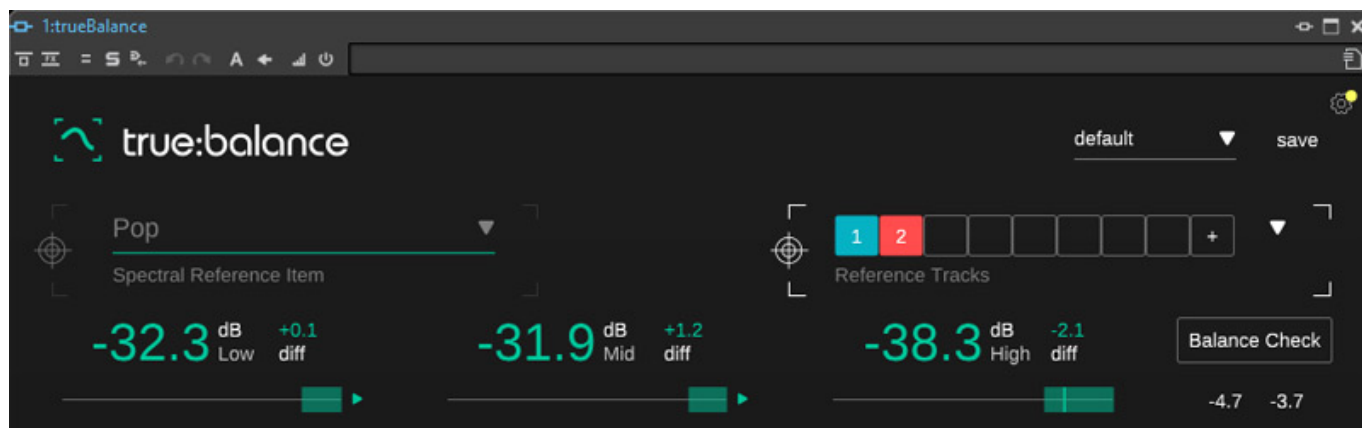 1:trueBalance
FX = S A
true:balance
default
save
Pop
Spectral Reference Item
1 2 +
Reference Tracks
-32.3 dB Low +0.1 diff
-31.9 dB Mid +1.2 diff
-38.3 dB High -2.1 diff
Balance Check
-4.7 -3.7